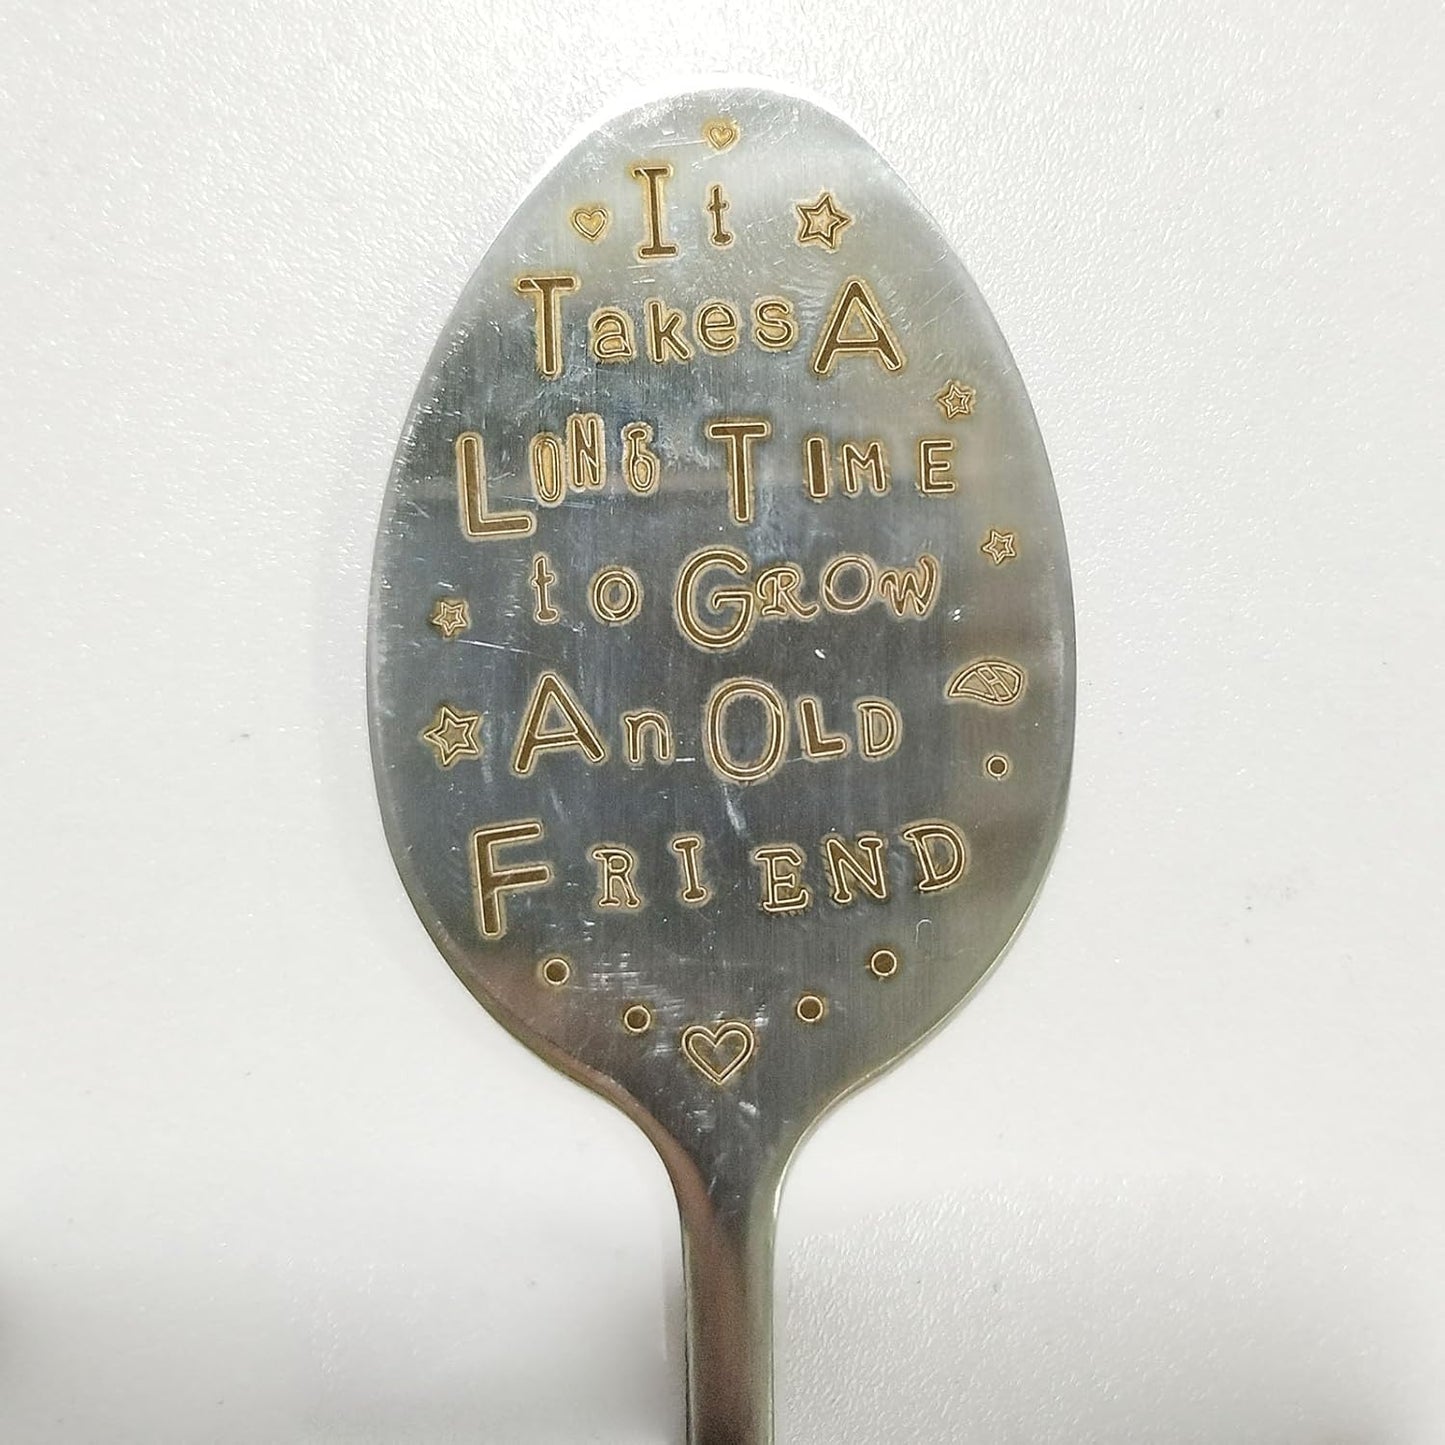 It
Takes A
LONG TIME
to GROW
An OLD
FRIEND